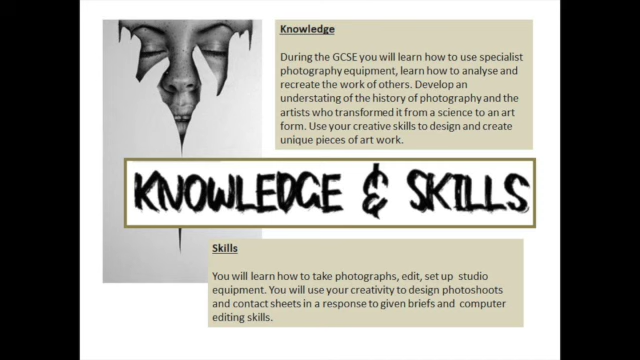 Knowledge
During the GCSE you will learn how to use specialist
photography equipment, learn how to analyse and
recreate the work of others. Develop an
understating of the history of photography and the
artists who transformed it from a science to an art
form. Use your creative skills to design and create
unique pieces of art work.
KNOWLEDGE & SKILLS
Skills
You will learn how to take photographs, edit, set up studio
equipment. You will use your creativity to design photoshoots
and contact sheets in a response to given briefs and computer
editing skills.